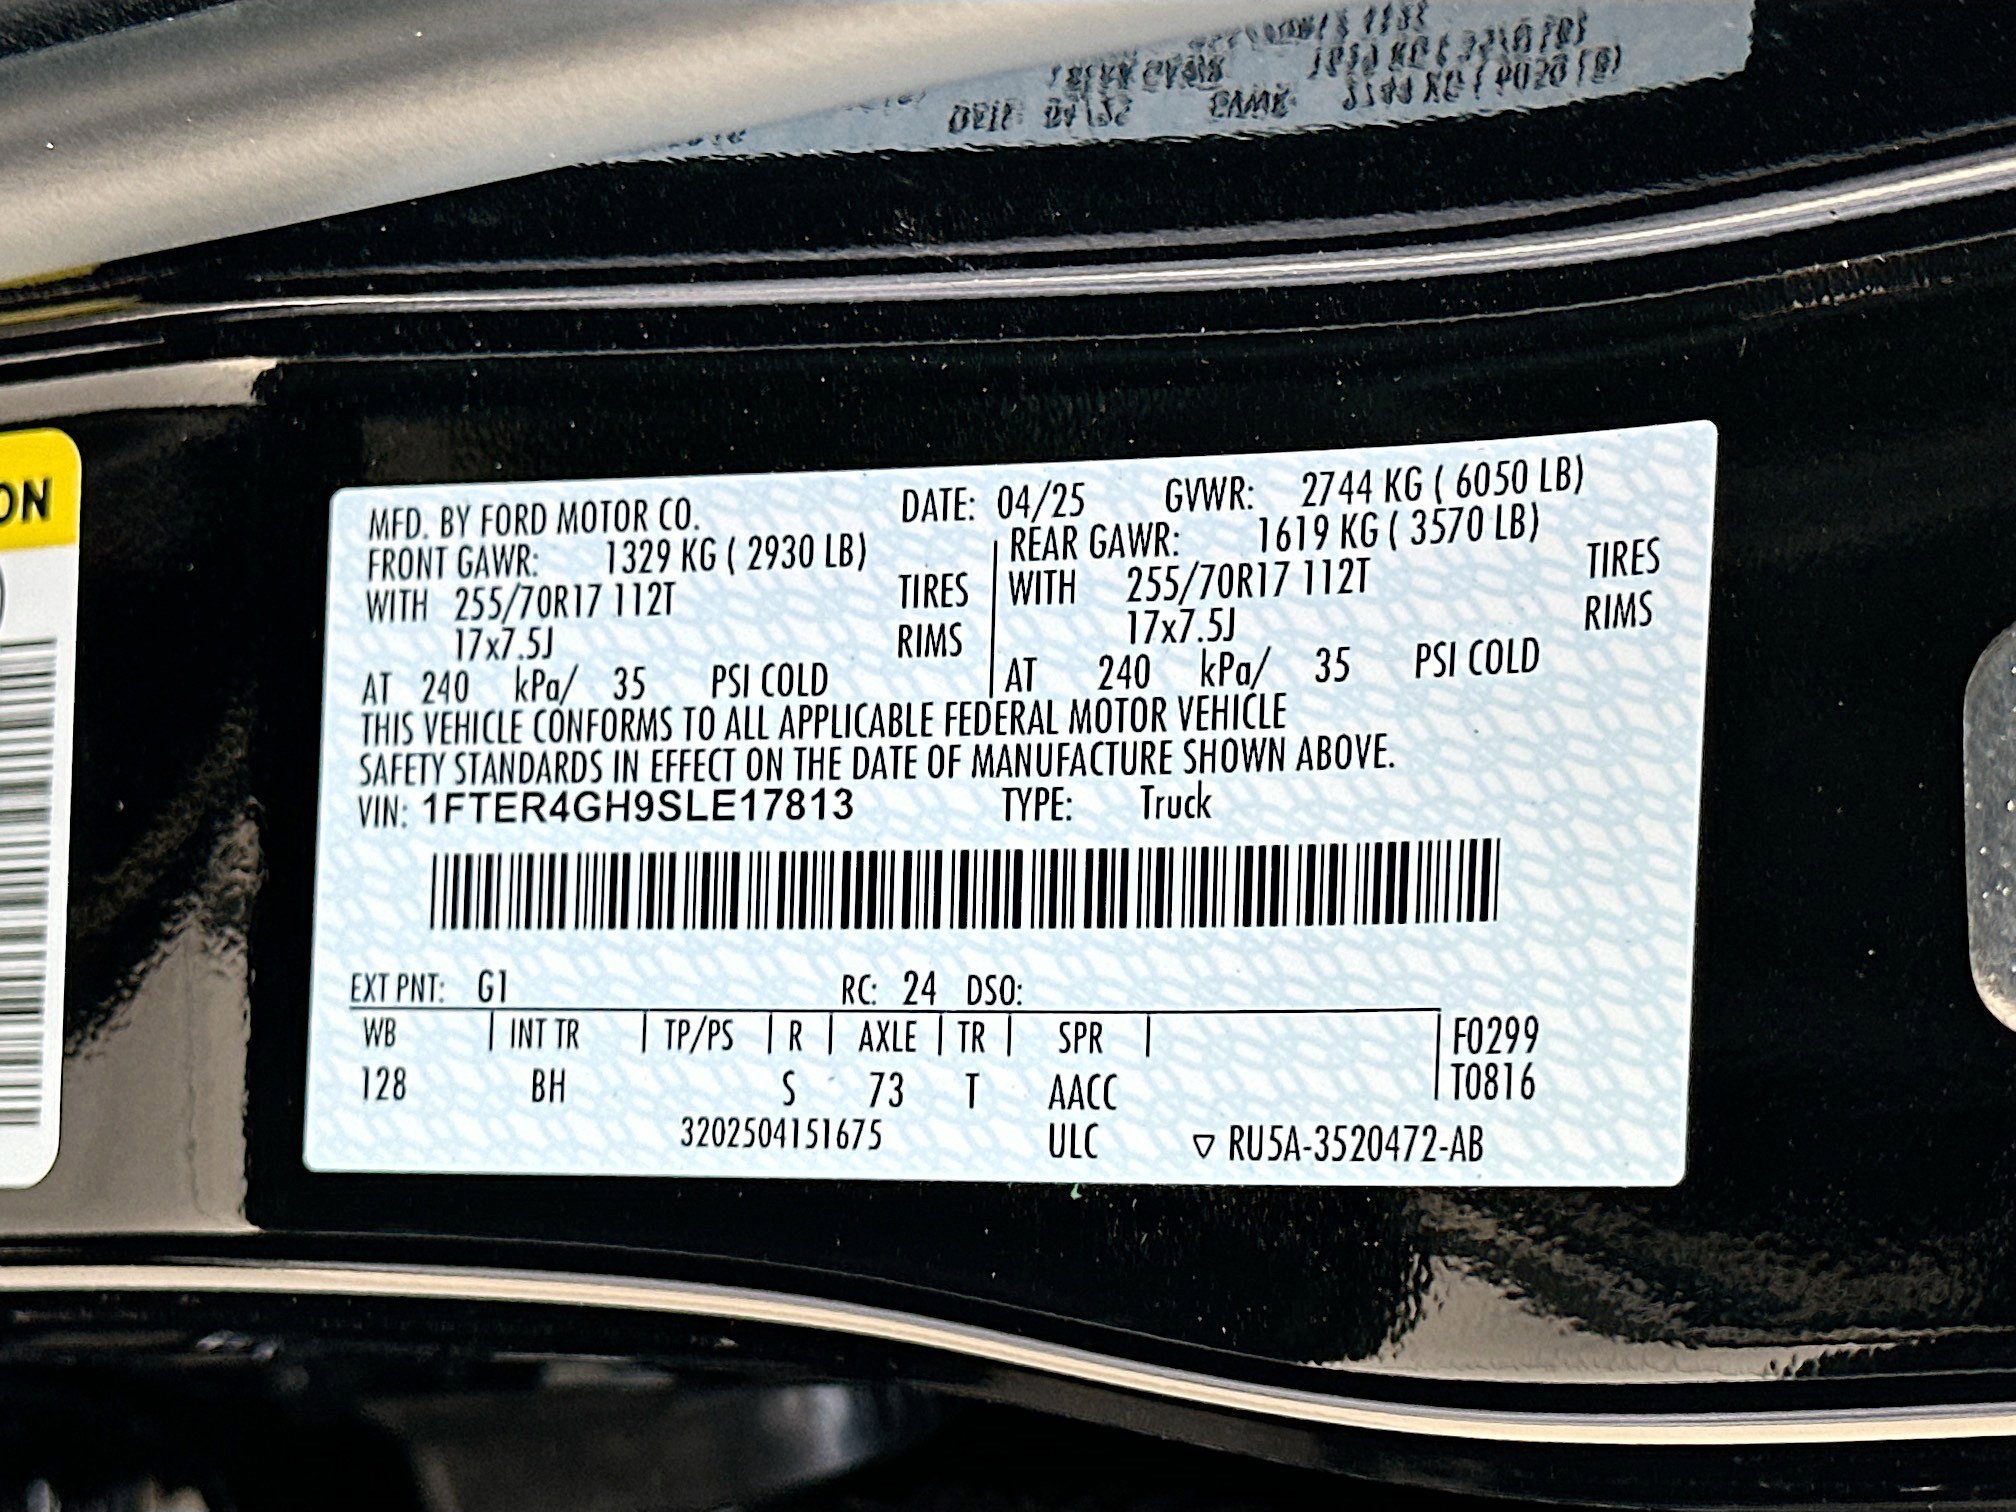 ON
MFD. BY FORD MOTOR CO. DATE: 04/25 GVWR: 2744 KG ( 6050 LB)
FRONT GAWR: 1329 KG ( 2930 LB) REAR GAWR: 1619 KG ( 3570 LB)
WITH 255/70R17 112T TIRES WITH 255/70R17 112T TIRES
17x7.5J RIMS 17x7.5J RIMS
AT 240 kPa/ 35 PSI COLD AT 240 kPa/ 35 PSI COLD
THIS VEHICLE CONFORMS TO ALL APPLICABLE FEDERAL MOTOR VEHICLE
SAFETY STANDARDS IN EFFECT ON THE DATE OF MANUFACTURE SHOWN ABOVE.
VIN: 1FTER4GH9SLE17813 TYPE: Truck
EXT PNT: G1 RC: 24 DSO:
WB INT TR TP/PS R AXLE TR SPR F0299
128 BH S 73 T AACC T0816
3202504151675 ULC ▽ RU5A-3520472-AB